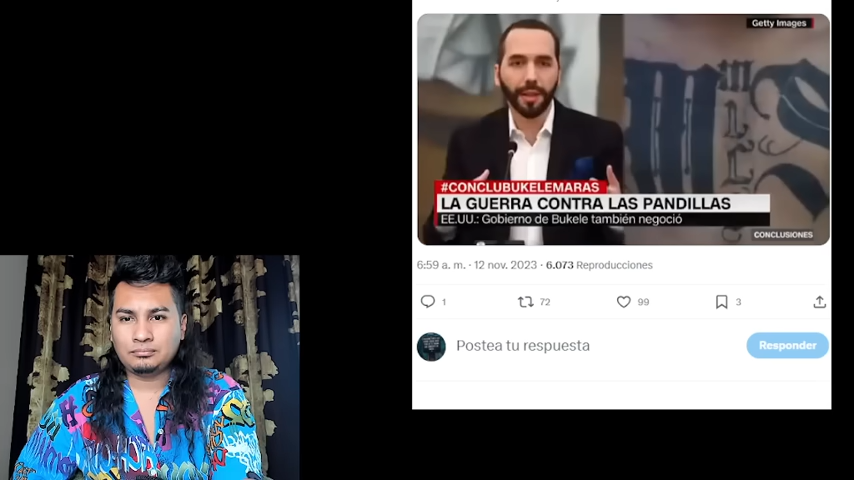 Getty Images
#CONCLUBUKELEMARAS
LA GUERRA CONTRA LAS PANDILLAS
EE.UU.: Gobierno de Bukele también negoció
CONCLUSIONES
6:59 a. m. · 12 nov. 2023 · 6.073 Reproducciones
1 72 99 3
Postea tu respuesta
Responder